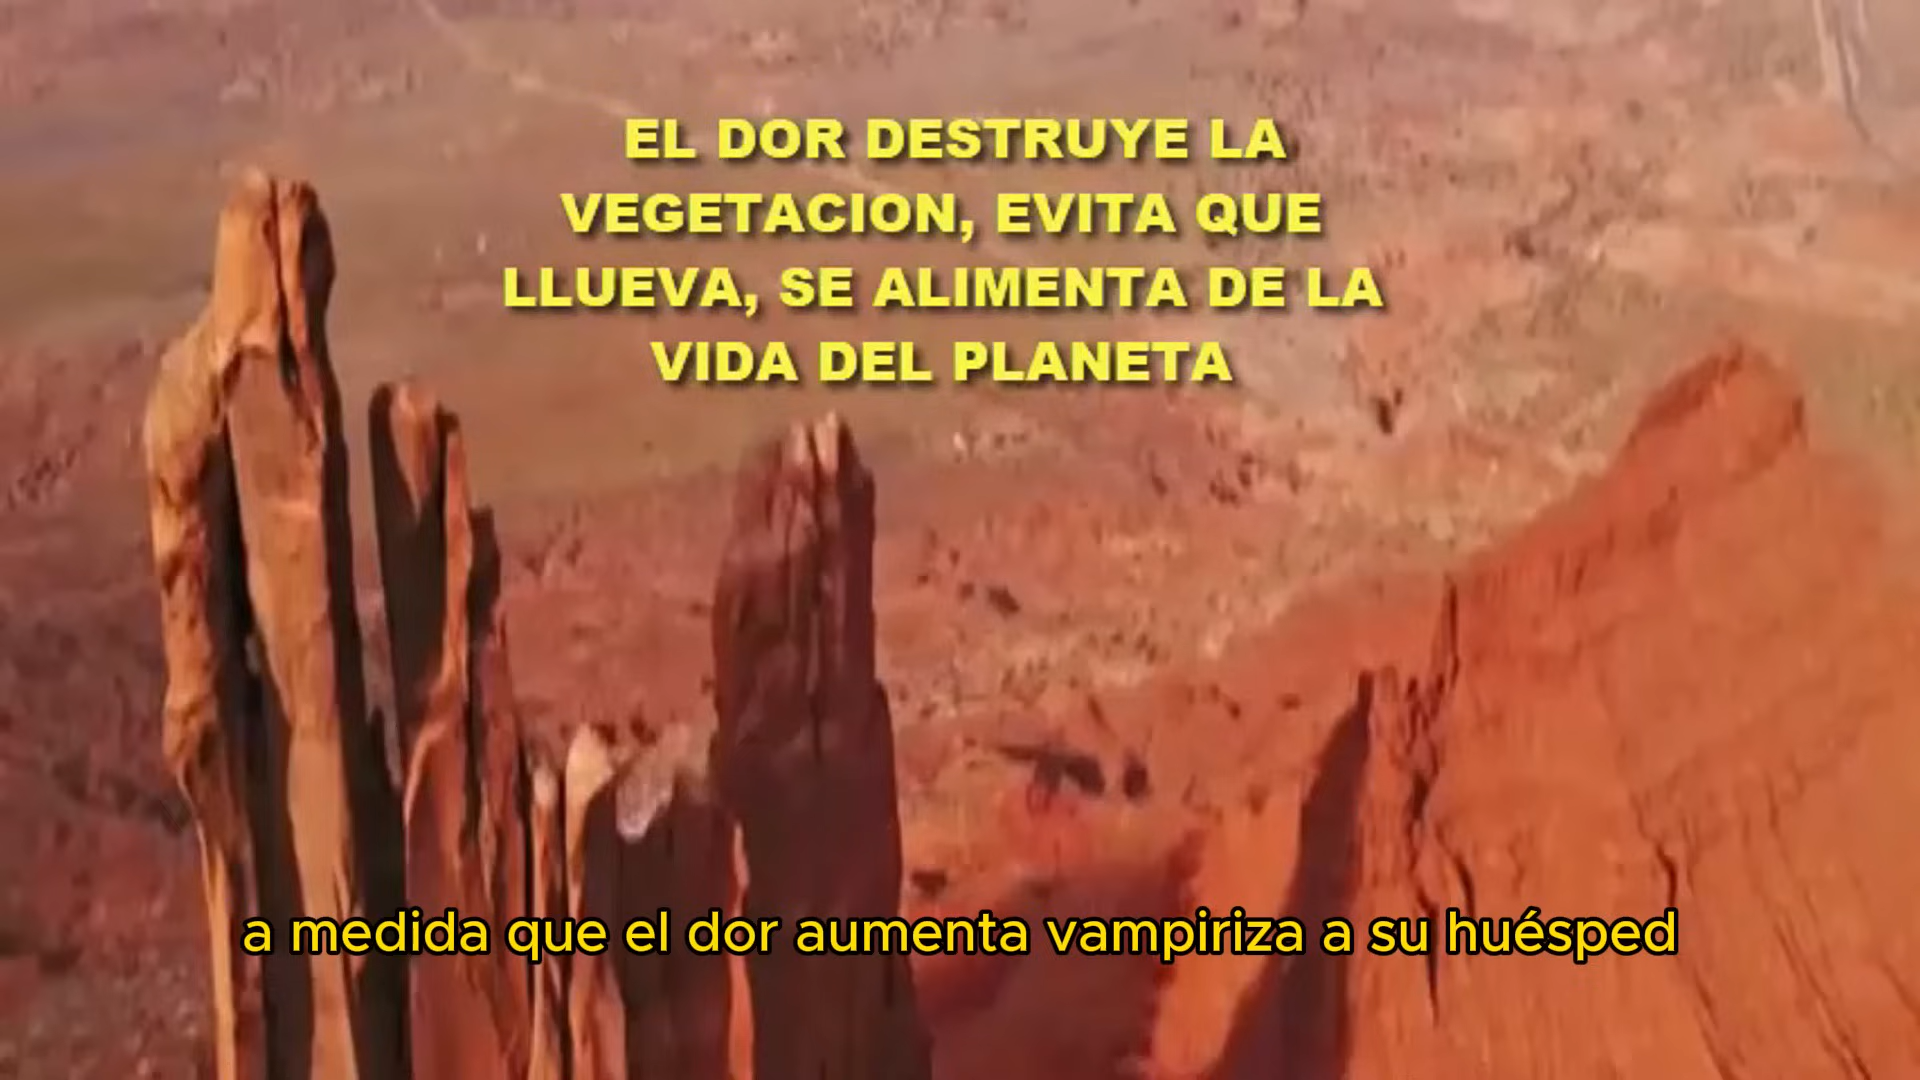 EL DOR DESTRUYE LA
VEGETACION, EVITA QUE
LLUEVA, SE ALIMENTA DE LA
VIDA DEL PLANETA
a medida que el dor aumenta vampiriza a su huésped